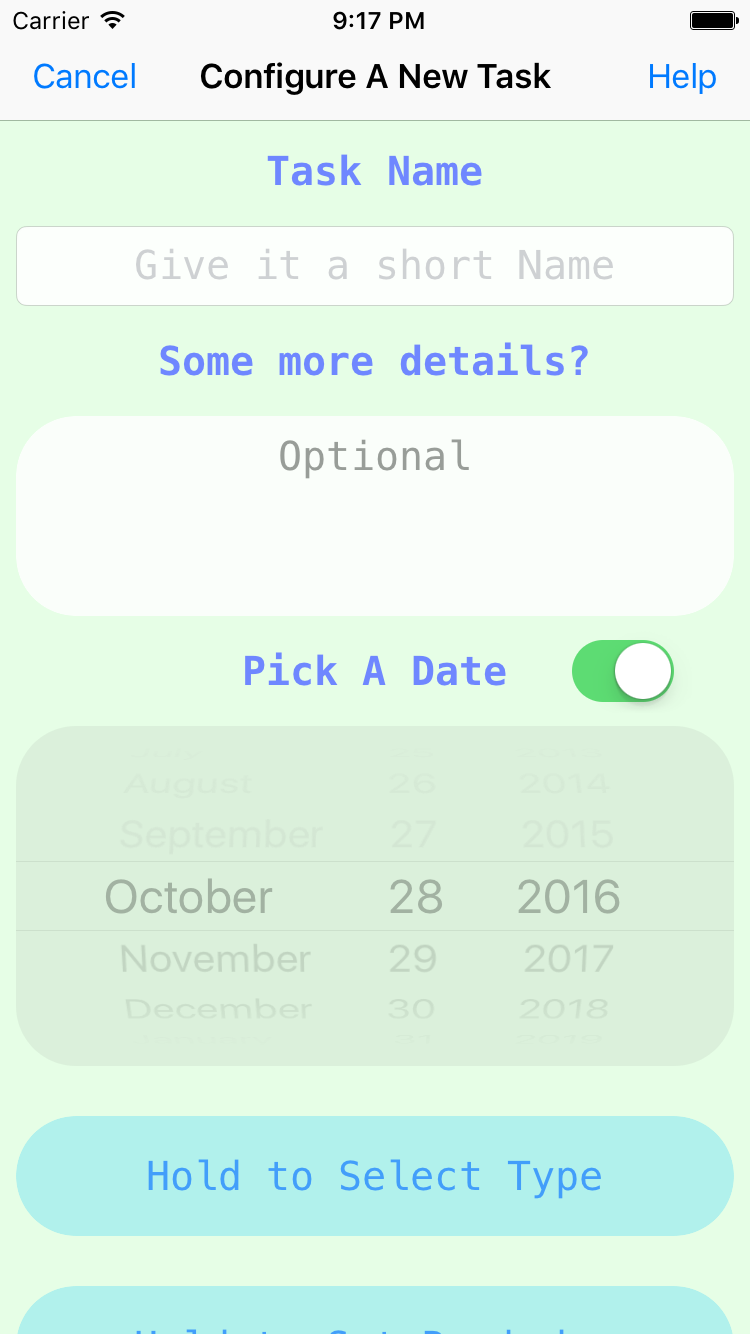 Carrier 9:17 PM
Cancel Configure A New Task Help
Task Name
Give it a short Name
Some more details?
Optional
Pick A Date
August 26 2014
September 27 2015
October 28 2016
November 29 2017
December 30 2018
31 2019
Hold to Select Type